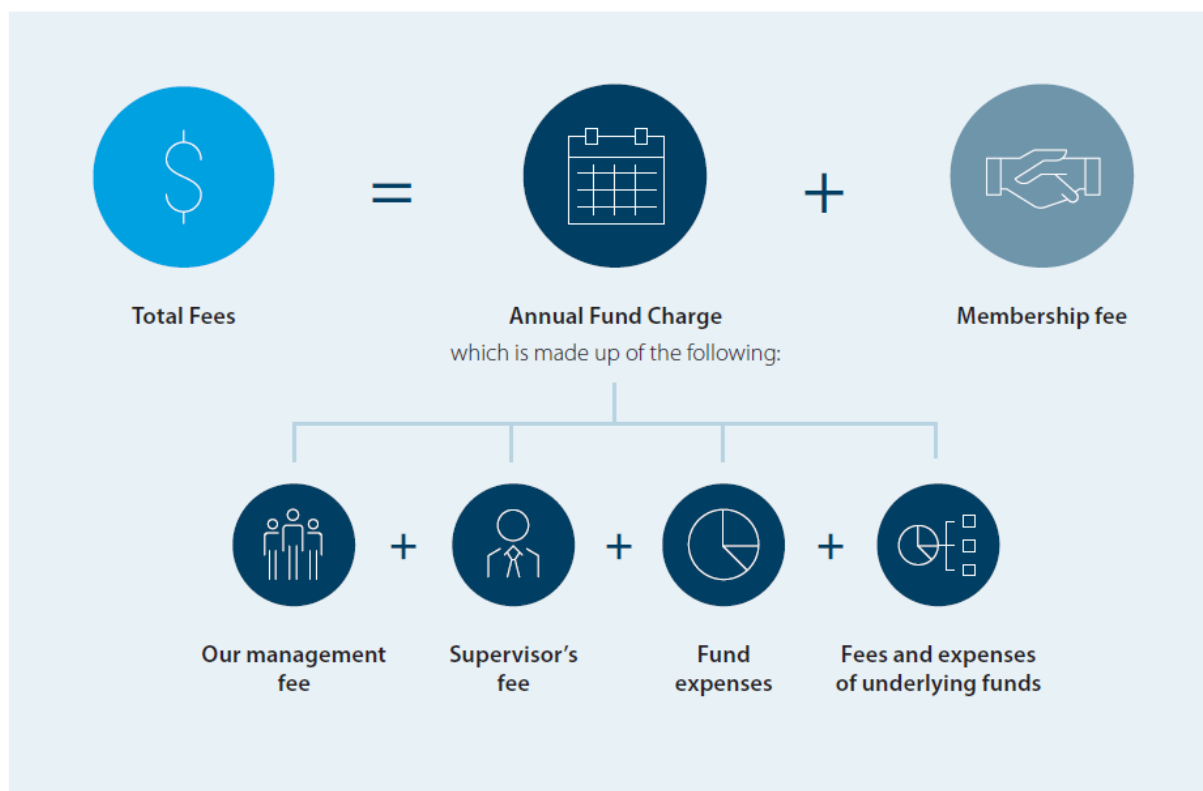 $
=
+
Total Fees
Annual Fund Charge
Membership fee
which is made up of the following:
+
+
+
Our management
fee
Supervisor’s
fee
Fund
expenses
Fees and expenses
of underlying funds